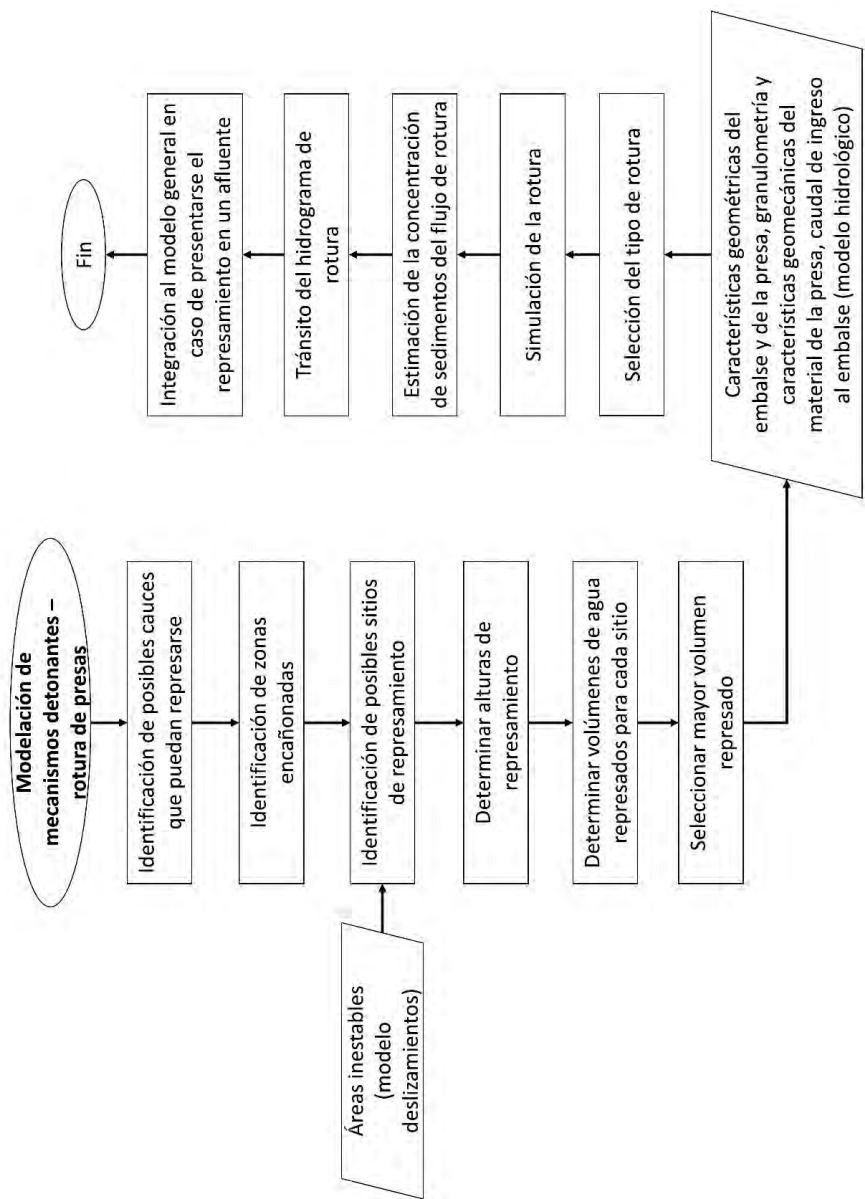 Modelación de
mecanismos detonantes –
rotura de presas
Identificación de posibles cauces
que puedan represarse
Identificación de zonas
encañonadas
Áreas inestables
(modelo
deslizamientos)
Identificación de posibles sitios
de represamiento
Determinar alturas de
represamiento
Determinar volúmenes de agua
represados para cada sitio
Seleccionar mayor volumen
represado
Características geométricas del
embalse y de la presa, granulometría y
características geomecánicas del
material de la presa, caudal de ingreso
al embalse (modelo hidrológico)
Selección del tipo de rotura
Simulación de la rotura
Estimación de la concentración
de sedimentos del flujo de rotura
Tránsito del hidrograma de
rotura
Integración al modelo general en
caso de presentarse el
represamiento en un afluente
Fin